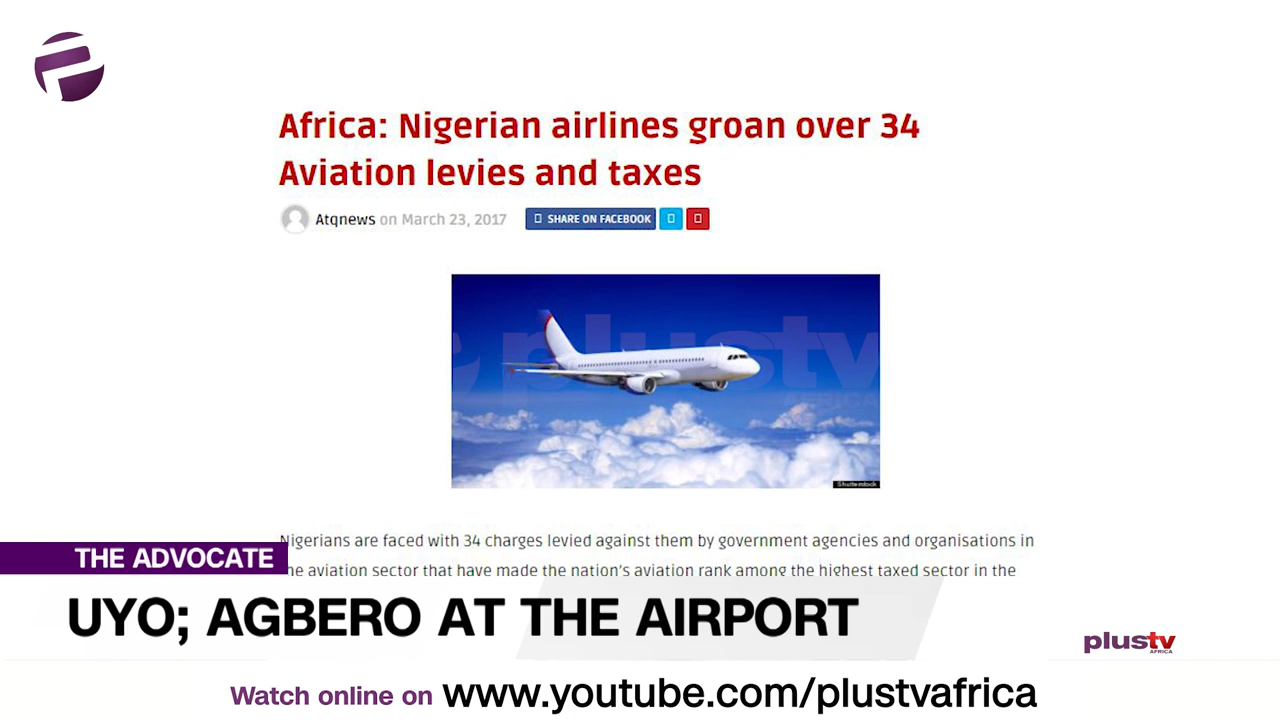 Africa: Nigerian airlines groan over 34
Aviation levies and taxes
Atqnews on March 23, 2017
SHARE ON FACEBOOK
plustv
AFRICA
Shutterstock
Nigerians are faced with 34 charges levied against them by government agencies and organisations in
the aviation sector that have made the nation's aviation rank among the highest taxed sector in the
THE ADVOCATE
UYO; AGBERO AT THE AIRPORT
plustv
AFRICA
Watch online on www.youtube.com/plustvafrica